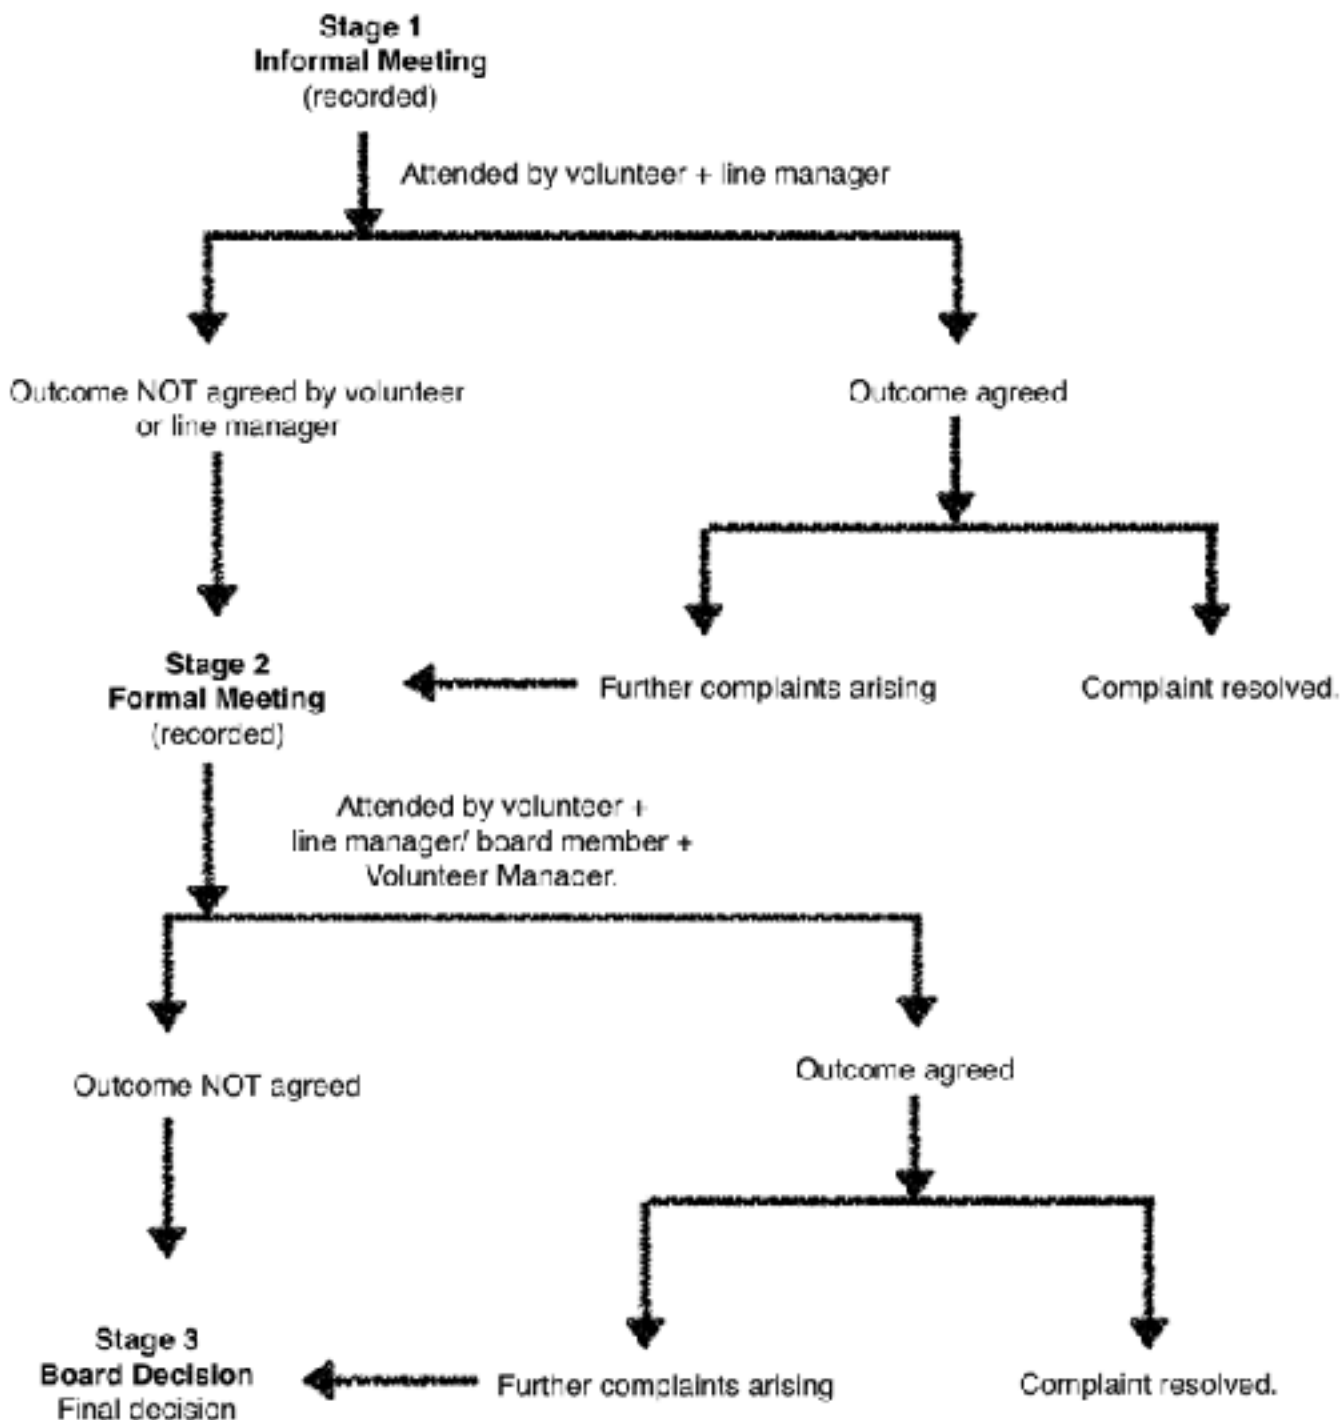 Stage 1
Informal Meeting
(recorded)
Attended by volunteer + line manager
Outcome NOT agreed by volunteer
or line manager
Outcome agreed
Stage 2
Formal Meeting
(recorded)
Further complaints arising
Complaint resolved.
Attended by volunteer +
line manager/ board member +
Volunteer Manager.
Outcome NOT agreed
Outcome agreed
Stage 3
Board Decision
Final decision
Further complaints arising
Complaint resolved.